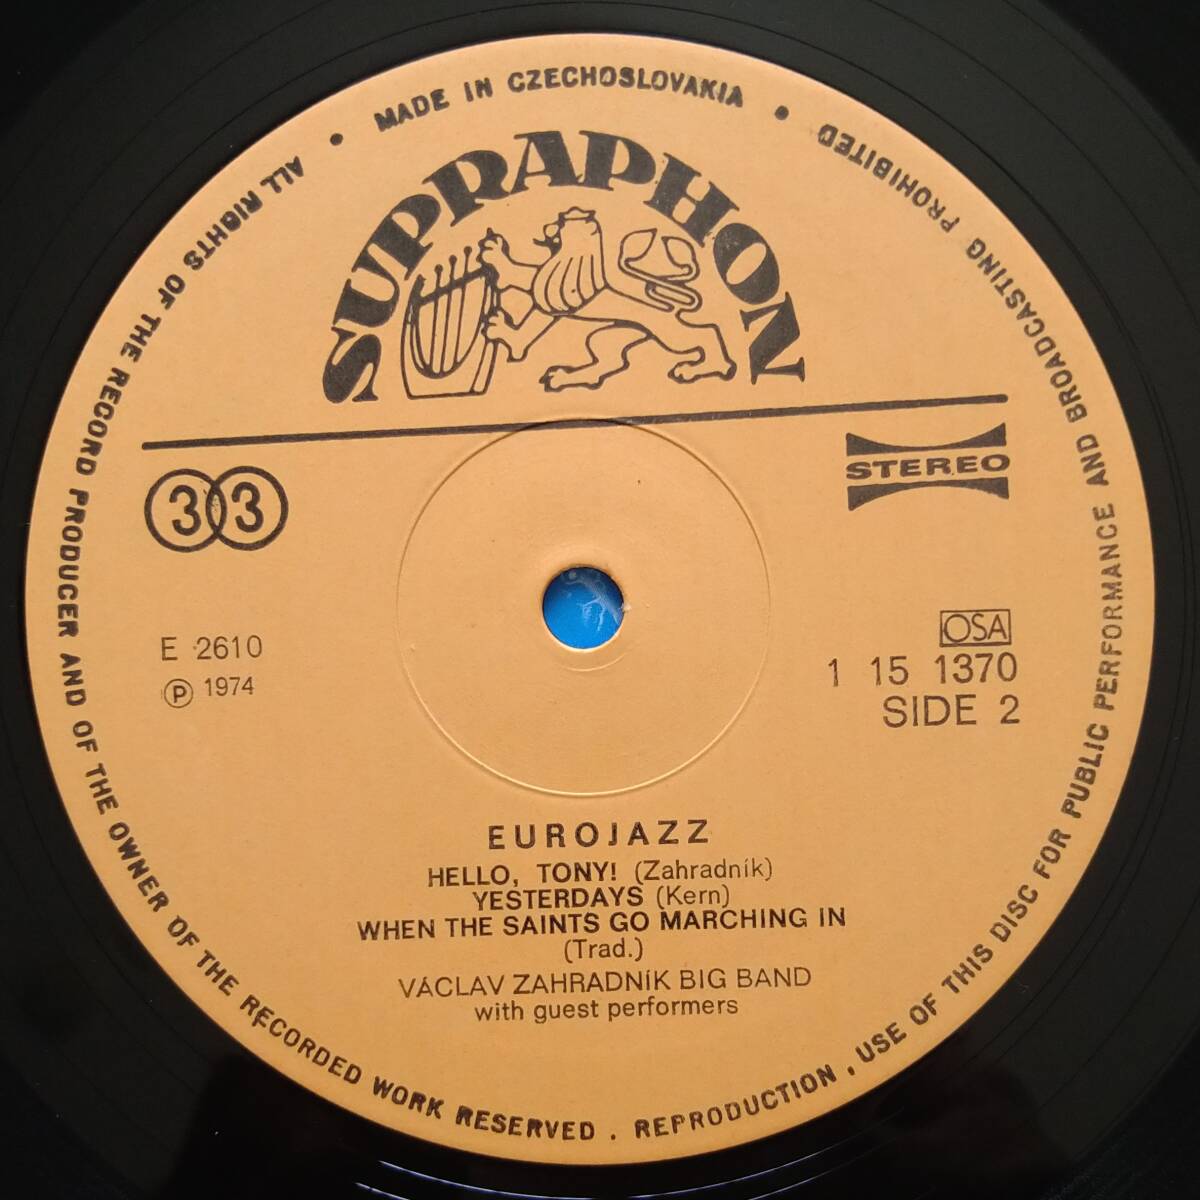 ALL RIGHTS OF THE RECORD PRODUCER AND OF THE OWNER OF THE RECORDED WORK RESERVED . REPRODUCTION , USE OF THIS DISC FOR PUBLIC PERFORMANCE AND BROADCASTING PROHIBITED • MADE IN CZECHOSLOVAKIA •
SUPRAPHON
33
STEREO
E 2610
℗ 1974
OSA
1 15 1370
SIDE 2
EUROJAZZ
HELLO, TONY! (Zahradník)
YESTERDAYS (Kern)
WHEN THE SAINTS GO MARCHING IN
(Trad.)
VÁCLAV ZAHRADNÍK BIG BAND
with guest performers